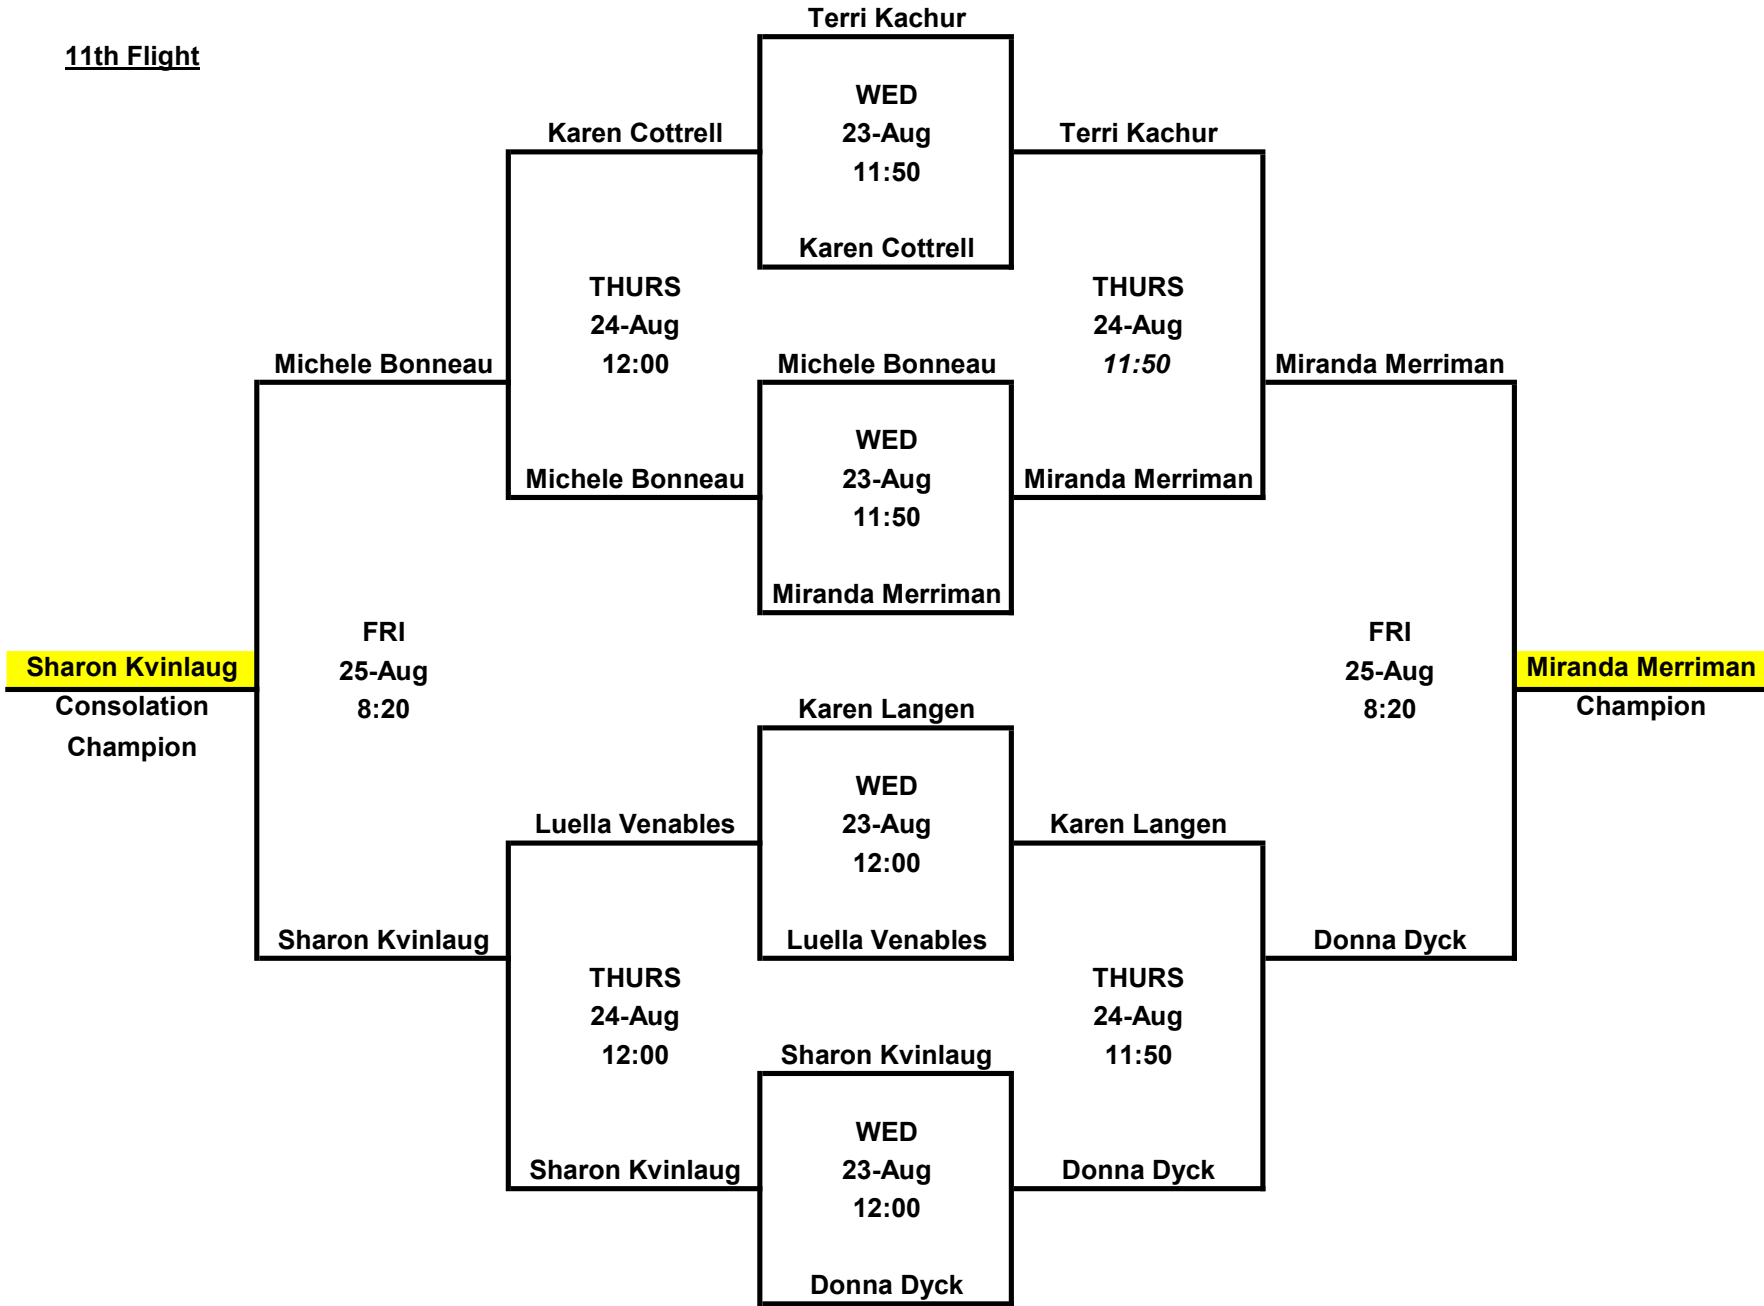 Terri Kachur
11th Flight
WED
Karen Cottrell
23-Aug
Terri Kachur
11:50
Karen Cottrell
THURS
THURS
24-Aug
24-Aug
Michele Bonneau
12:00
Michele Bonneau
11:50
Miranda Merriman
WED
Michele Bonneau
23-Aug
Miranda Merriman
11:50
Miranda Merriman
FRI
FRI
Sharon Kvinlaug
25-Aug
25-Aug
Miranda Merriman
Consolation
8:20
Karen Langen
8:20
Champion
Champion
WED
Luella Venables
23-Aug
Karen Langen
12:00
Sharon Kvinlaug
Luella Venables
Donna Dyck
THURS
THURS
24-Aug
24-Aug
12:00
Sharon Kvinlaug
11:50
WED
Sharon Kvinlaug
23-Aug
Donna Dyck
12:00
Donna Dyck